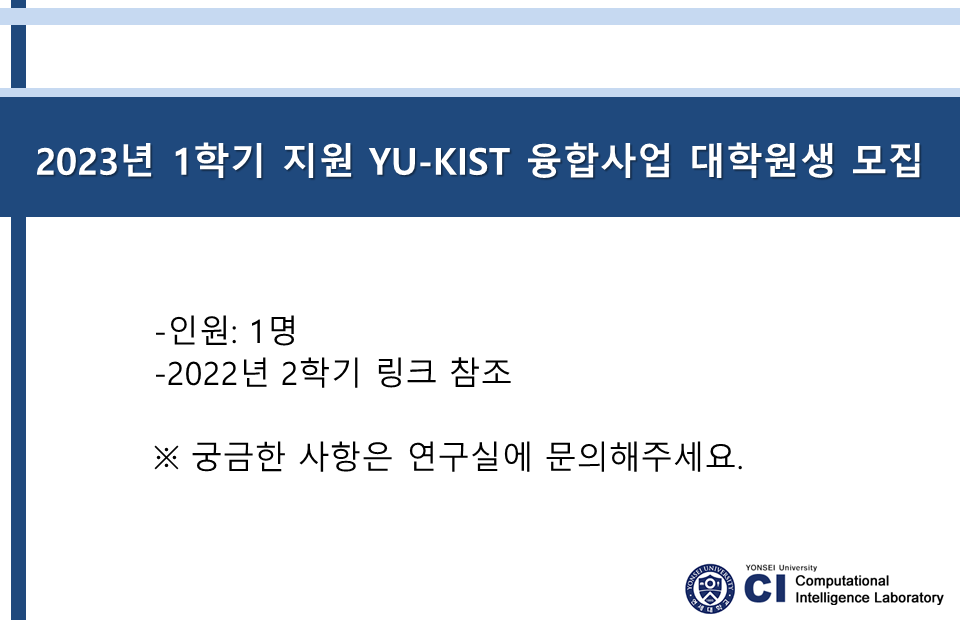 2023년 1학기 지원 YU-KIST 융합사업 대학원생 모집
-인원: 1명
-2022년 2학기 링크 참조
※ 궁금한 사항은 연구실에 문의해주세요.
YONSEI UNIVERSITY
연세대학교
YONSEI University
CI Computational
Intelligence Laboratory